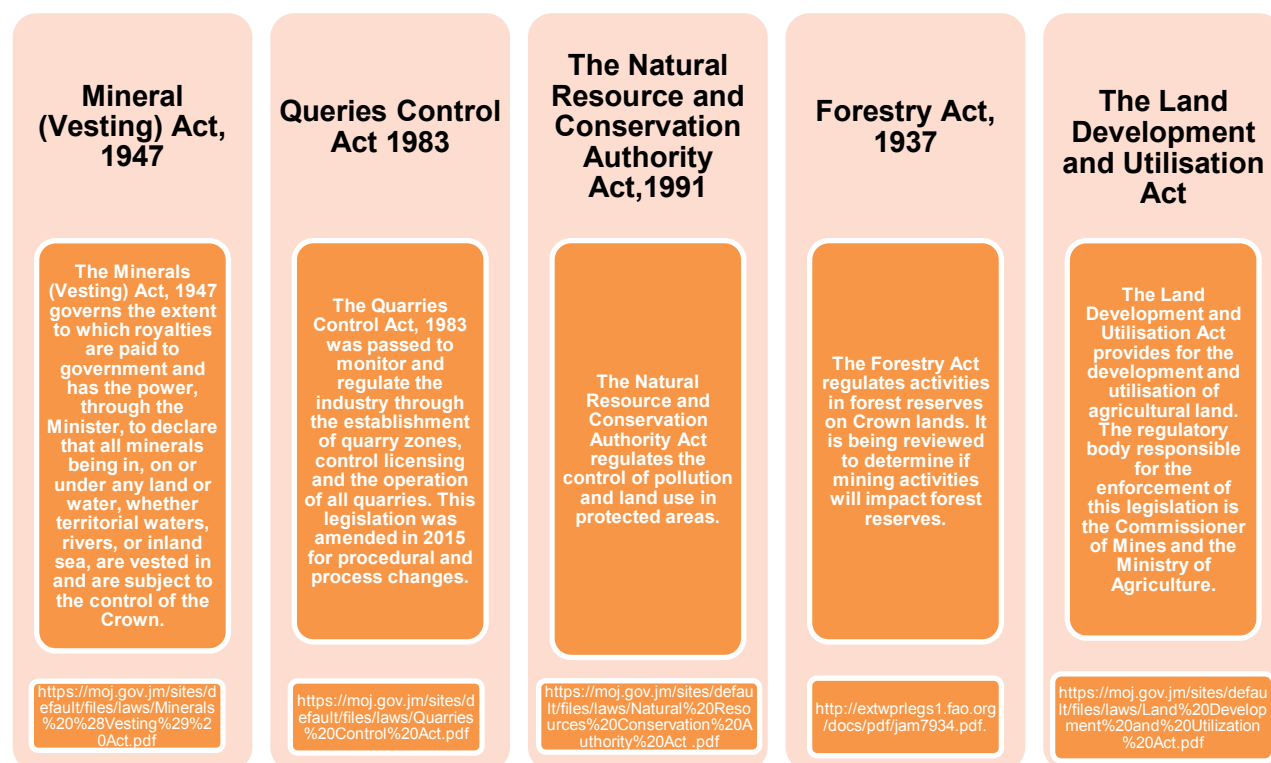 Mineral
(Vesting) Act,
1947
The Minerals
(Vesting) Act, 1947
governs the extent
to which royalties
are paid to
government and
has the power,
through the
Minister, to declare
that all minerals
being in, on or
under any land or
water, whether
territorial waters,
rivers, or inland
sea, are vested in
and are subject to
the control of the
Crown.
https://moj.gov.jm/sites/d
efault/files/laws/Minerals
%20%28Vesting%29%2
0Act.pdf
Queries Control
Act 1983
The Quarries
Control Act, 1983
was passed to
monitor and
regulate the
industry through
the establishment
of quarry zones,
control licensing
and the operation
of all quarries. This
legislation was
amended in 2015
for procedural and
process changes.
https://moj.gov.jm/sites/d
efault/files/laws/Quarries
%20Control%20Act.pdf
The Natural
Resource and
Conservation
Authority
Act,1991
The Natural
Resource and
Conservation
Authority Act
regulates the
control of pollution
and land use in
protected areas.
https://moj.gov.jm/sites/defau
lt/files/laws/Natural%20Reso
urces%20Conservation%20A
uthority%20Act .pdf
Forestry Act,
1937
The Forestry Act
regulates activities
in forest reserves
on Crown lands. It
is being reviewed
to determine if
mining activities
will impact forest
reserves.
http://extwprlegs1.fao.org
/docs/pdf/jam7934.pdf.
The Land
Development
and Utilisation
Act
The Land
Development and
Utilisation Act
provides for the
development and
utilisation of
agricultural land.
The regulatory
body responsible
for the
enforcement of
this legislation is
the Commissioner
of Mines and the
Ministry of
Agriculture.
https://moj.gov.jm/sites/defau
lt/files/laws/Land%20Develop
ment%20and%20Utilization
%20Act.pdf